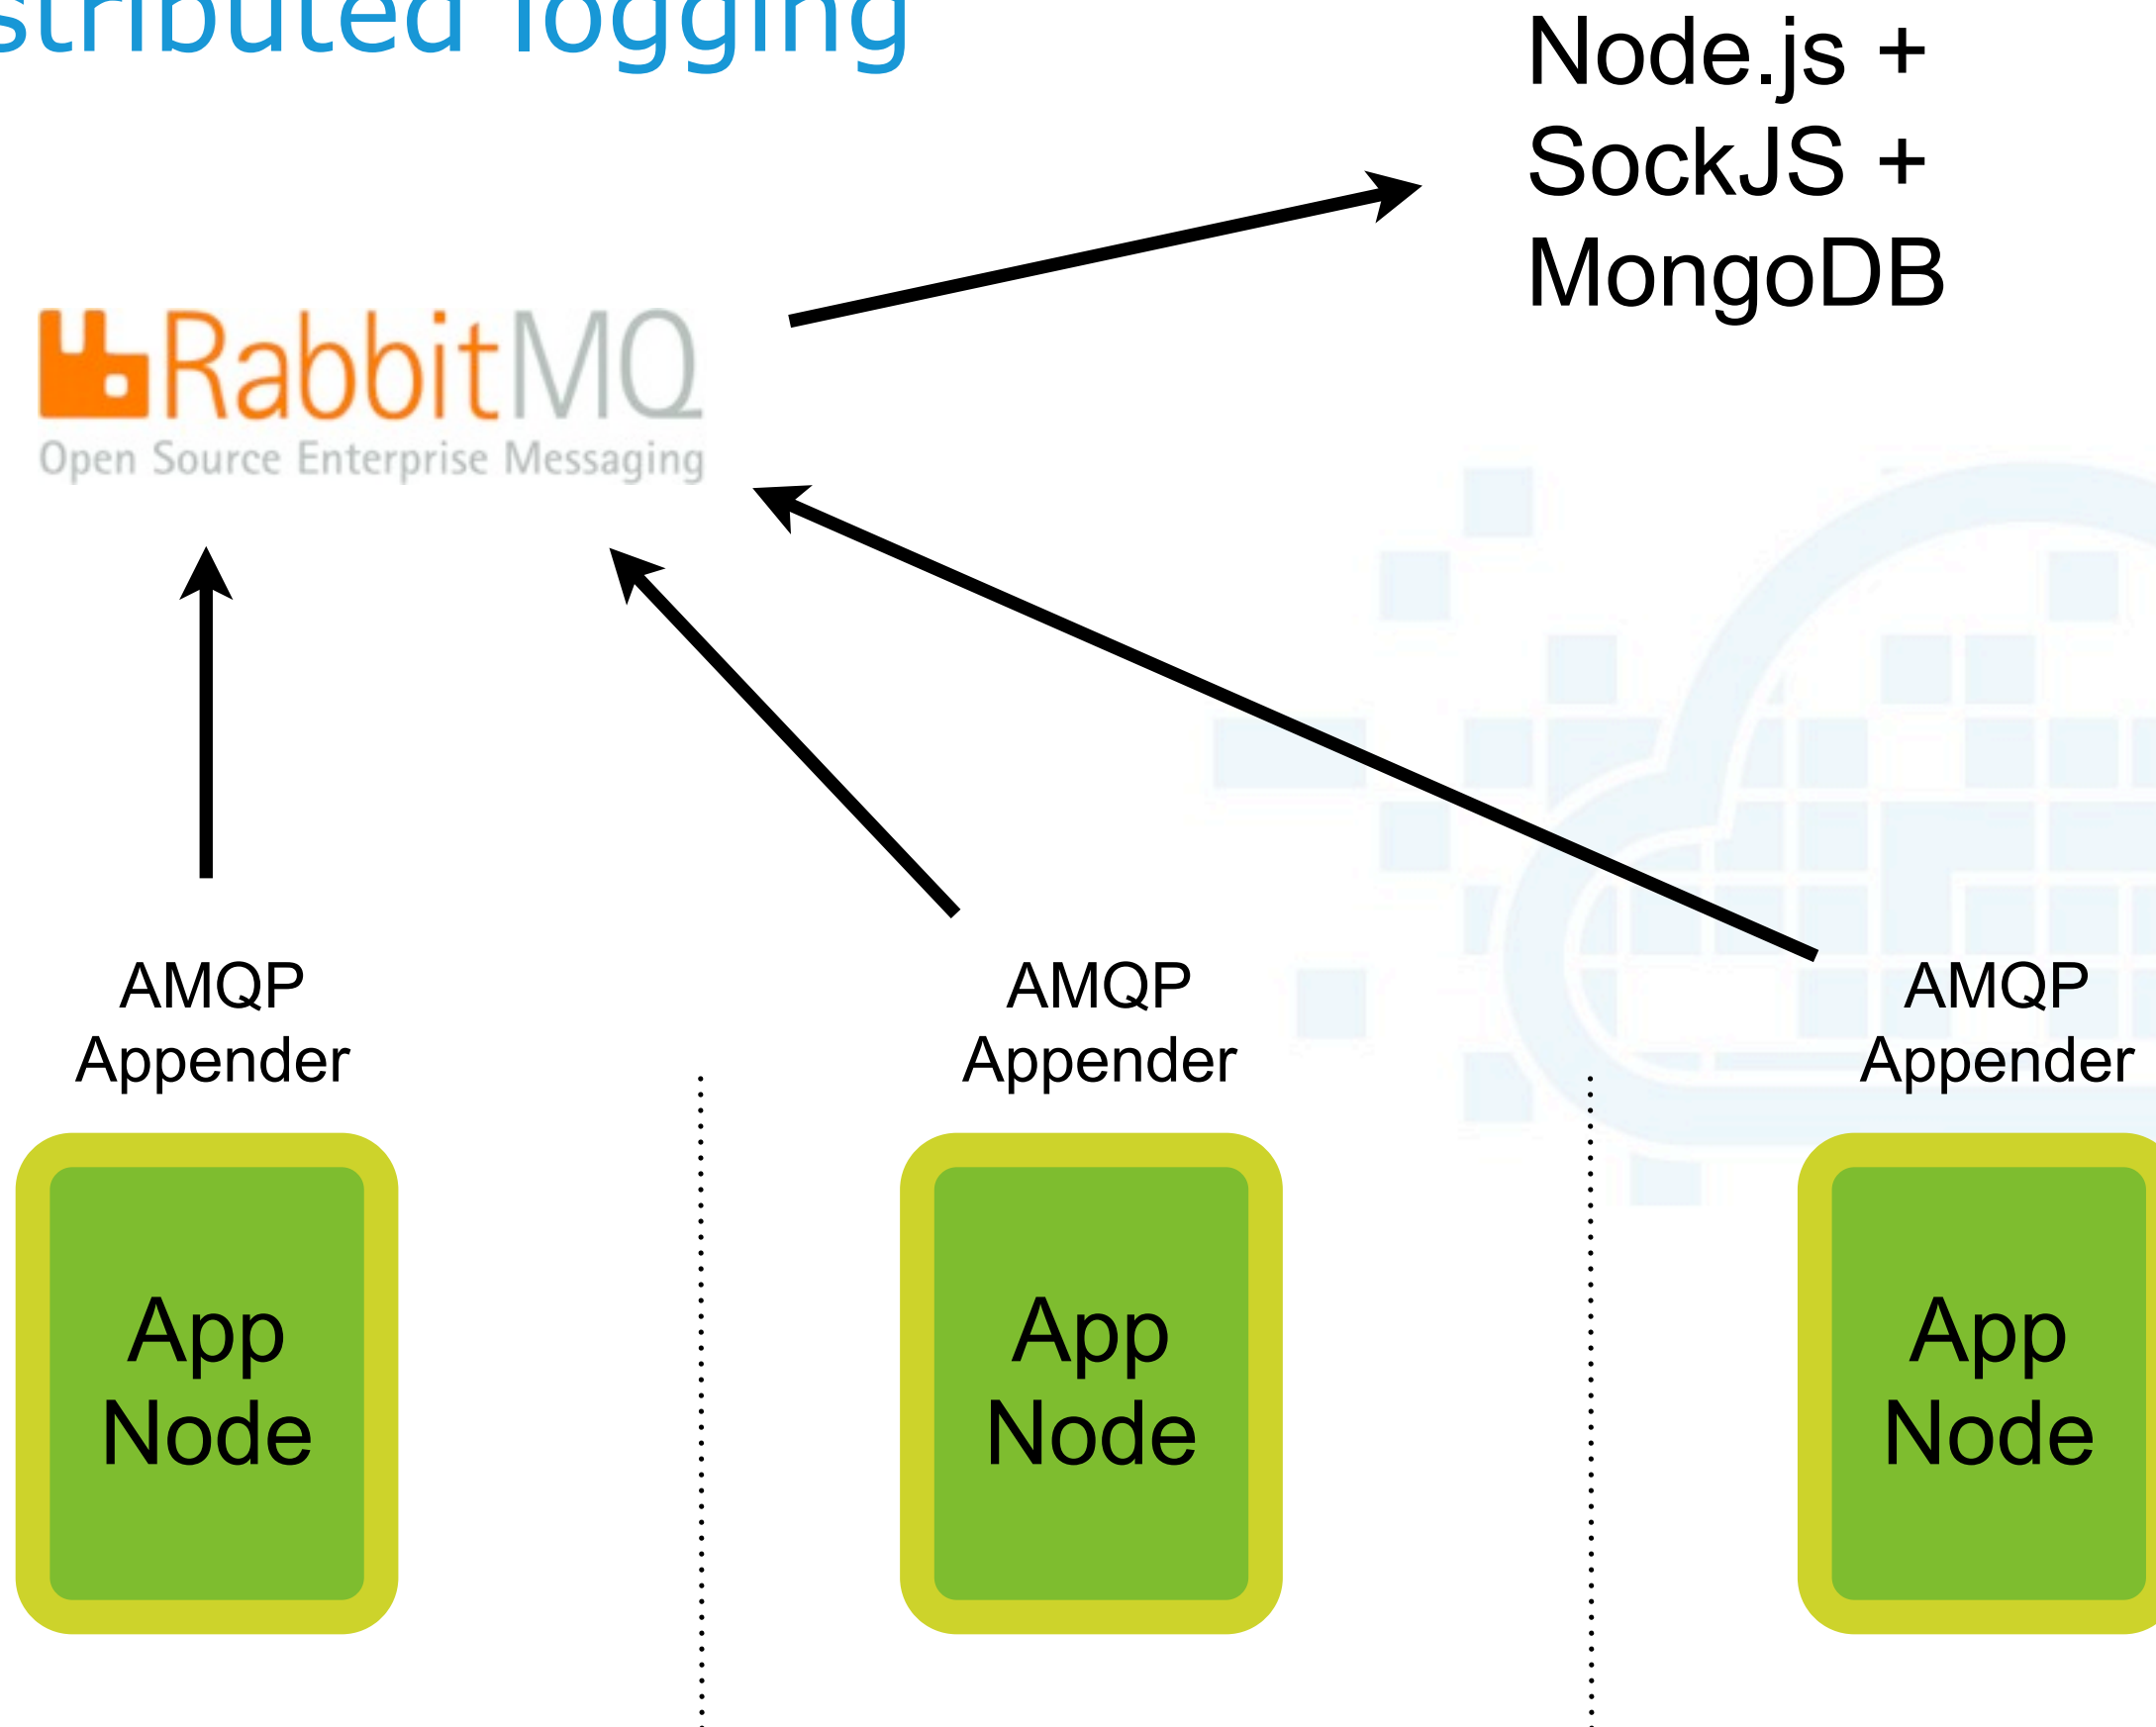 stributed logging
Node.js +
SockJS +
MongoDB
RabbitMQ
Open Source Enterprise Messaging
AMQP
Appender
AMQP
Appender
AMQP
Appender
App
Node
App
Node
App
Node